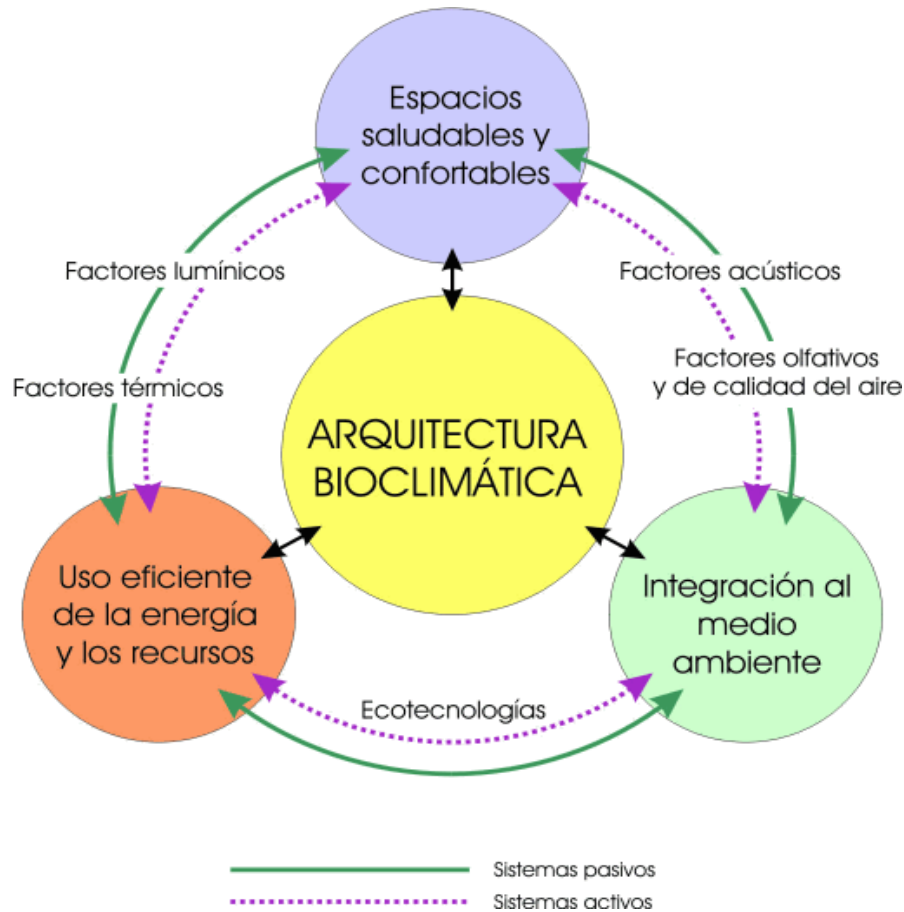 Espacios
saludables y
confortables
Factores lumínicos
Factores acústicos
Factores térmicos
Factores olfativos
y de calidad del aire
ARQUITECTURA
BIOCLIMÁTICA
Uso eficiente
de la energía
y los recursos
Integración al
medio
ambiente
Ecotecnologías
Sistemas pasivos
Sistemas activos